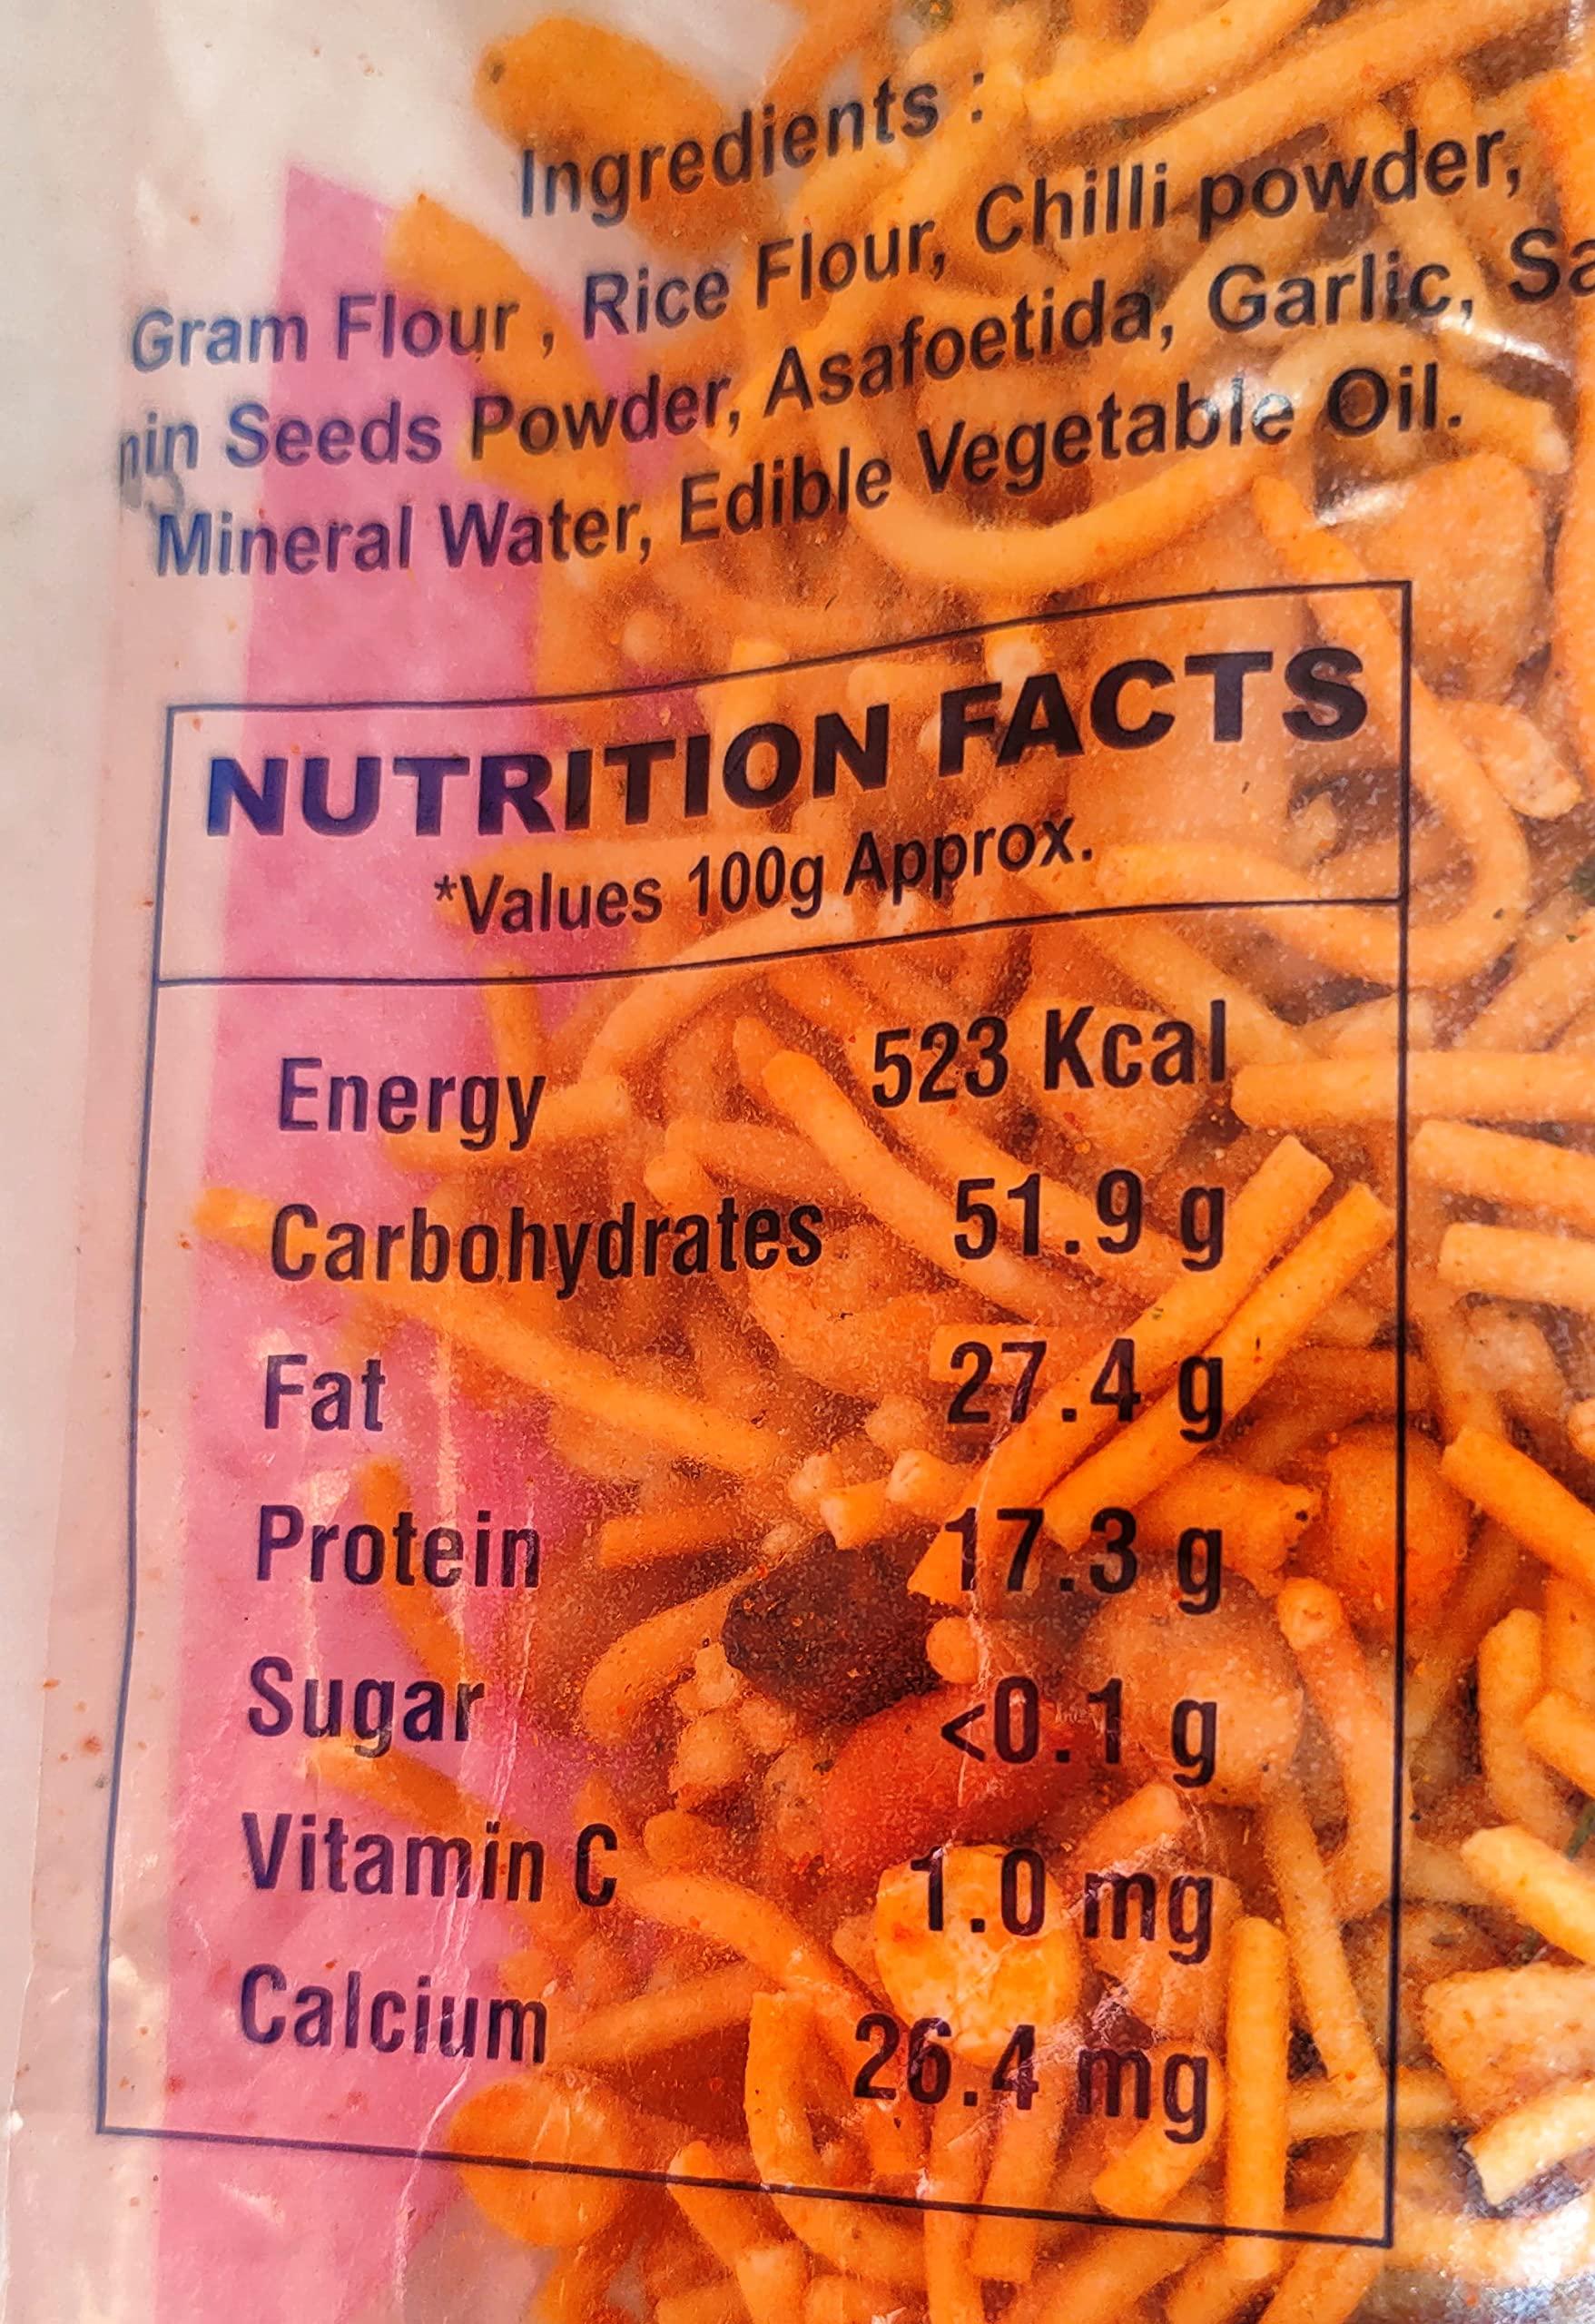 Ingredients :
Gram Flour , Rice Flour, Chilli powder,
Seeds Powder, Asafoetida, Garlic,
Mineral Water, Edible Vegetable Oil.
NUTRITION FACTS
*Values 100g Approx.
Energy 523 Kcal
Carbohydrates 51.9 g
Fat 27.4 g
Protein 17.3 g
Sugar <0.1 g
Vitamin C 1.0 mg
Calcium 26.4 mg